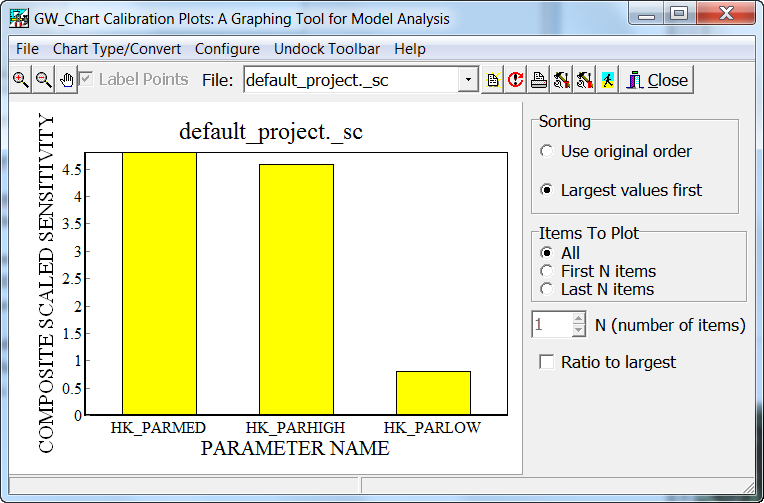 GW_Chart Calibration Plots: A Graphing Tool for Model Analysis
File Chart Type/Convert Configure Undock Toolbar Help
Label Points File: default_project._sc Close
default_project._sc
COMPOSITE SCALED SENSITIVITY
4.5
4
3.5
3
2.5
2
1.5
1
0.5
0
HK_PARMED HK_PARHIGH HK_PARLOW
PARAMETER NAME
Sorting
Use original order
Largest values first
Items To Plot
All
First N items
Last N items
1 N (number of items)
Ratio to largest